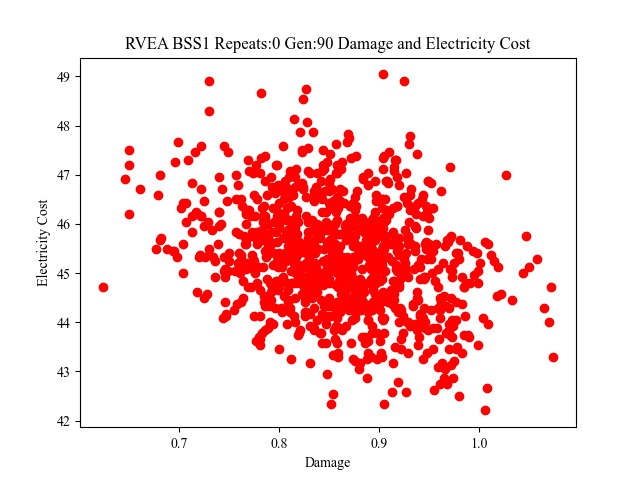 RVEA BSS1 Repeats:0 Gen:90 Damage and Electricity Cost
49
48
47
46
45
44
43
42
Electricity Cost
0.7 0.8 0.9 1.0
Damage